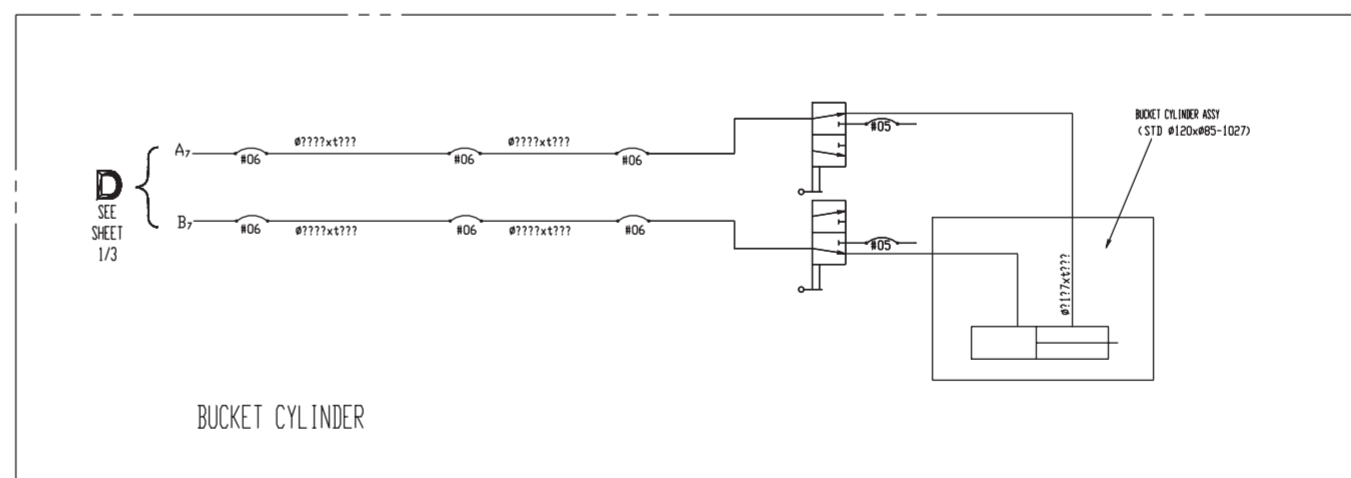 A7
#06
ø????xt???
#06
ø????xt???
#06
#05
BUCKET CYLINDER ASSY
(STD ø120xø85-1027)
D
SEE
SHEET
1/3
B7
#06
ø????xt???
#06
ø????xt???
#06
#05
ø?1?7xt???
BUCKET CYLINDER